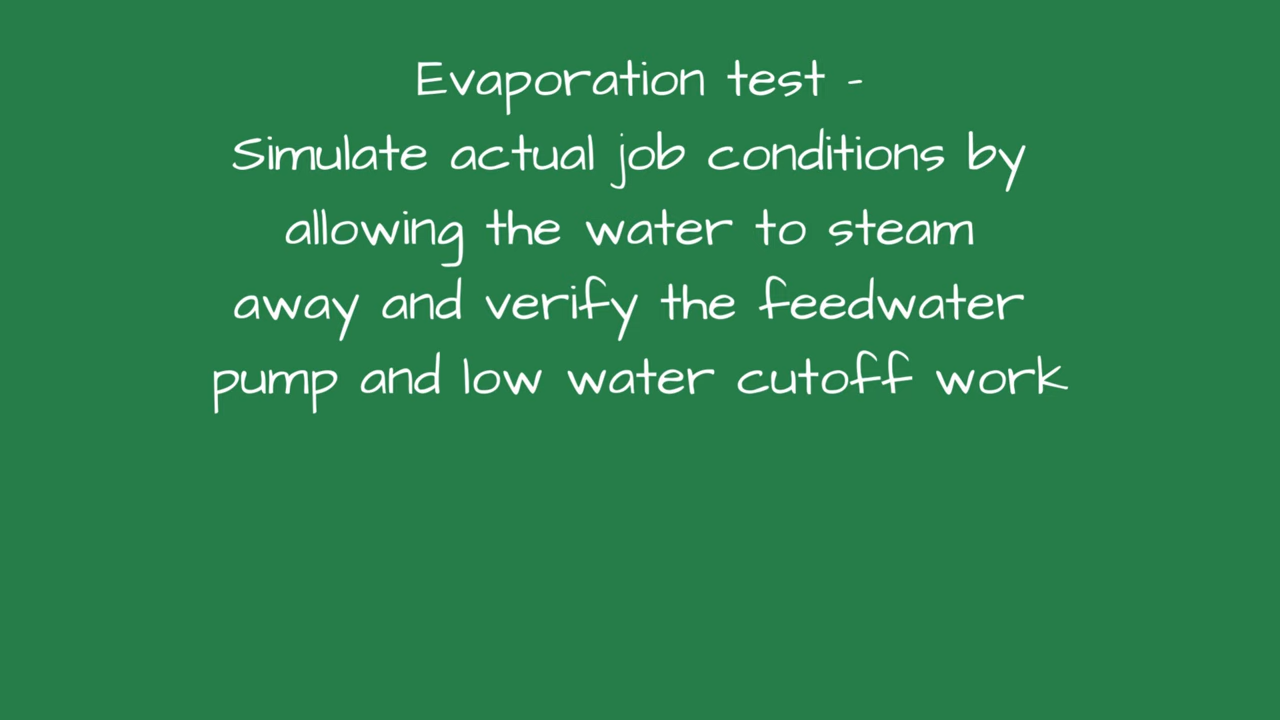 Evaporation test -
Simulate actual job conditions by
allowing the water to steam
away and verify the feedwater
pump and low water cutoff work